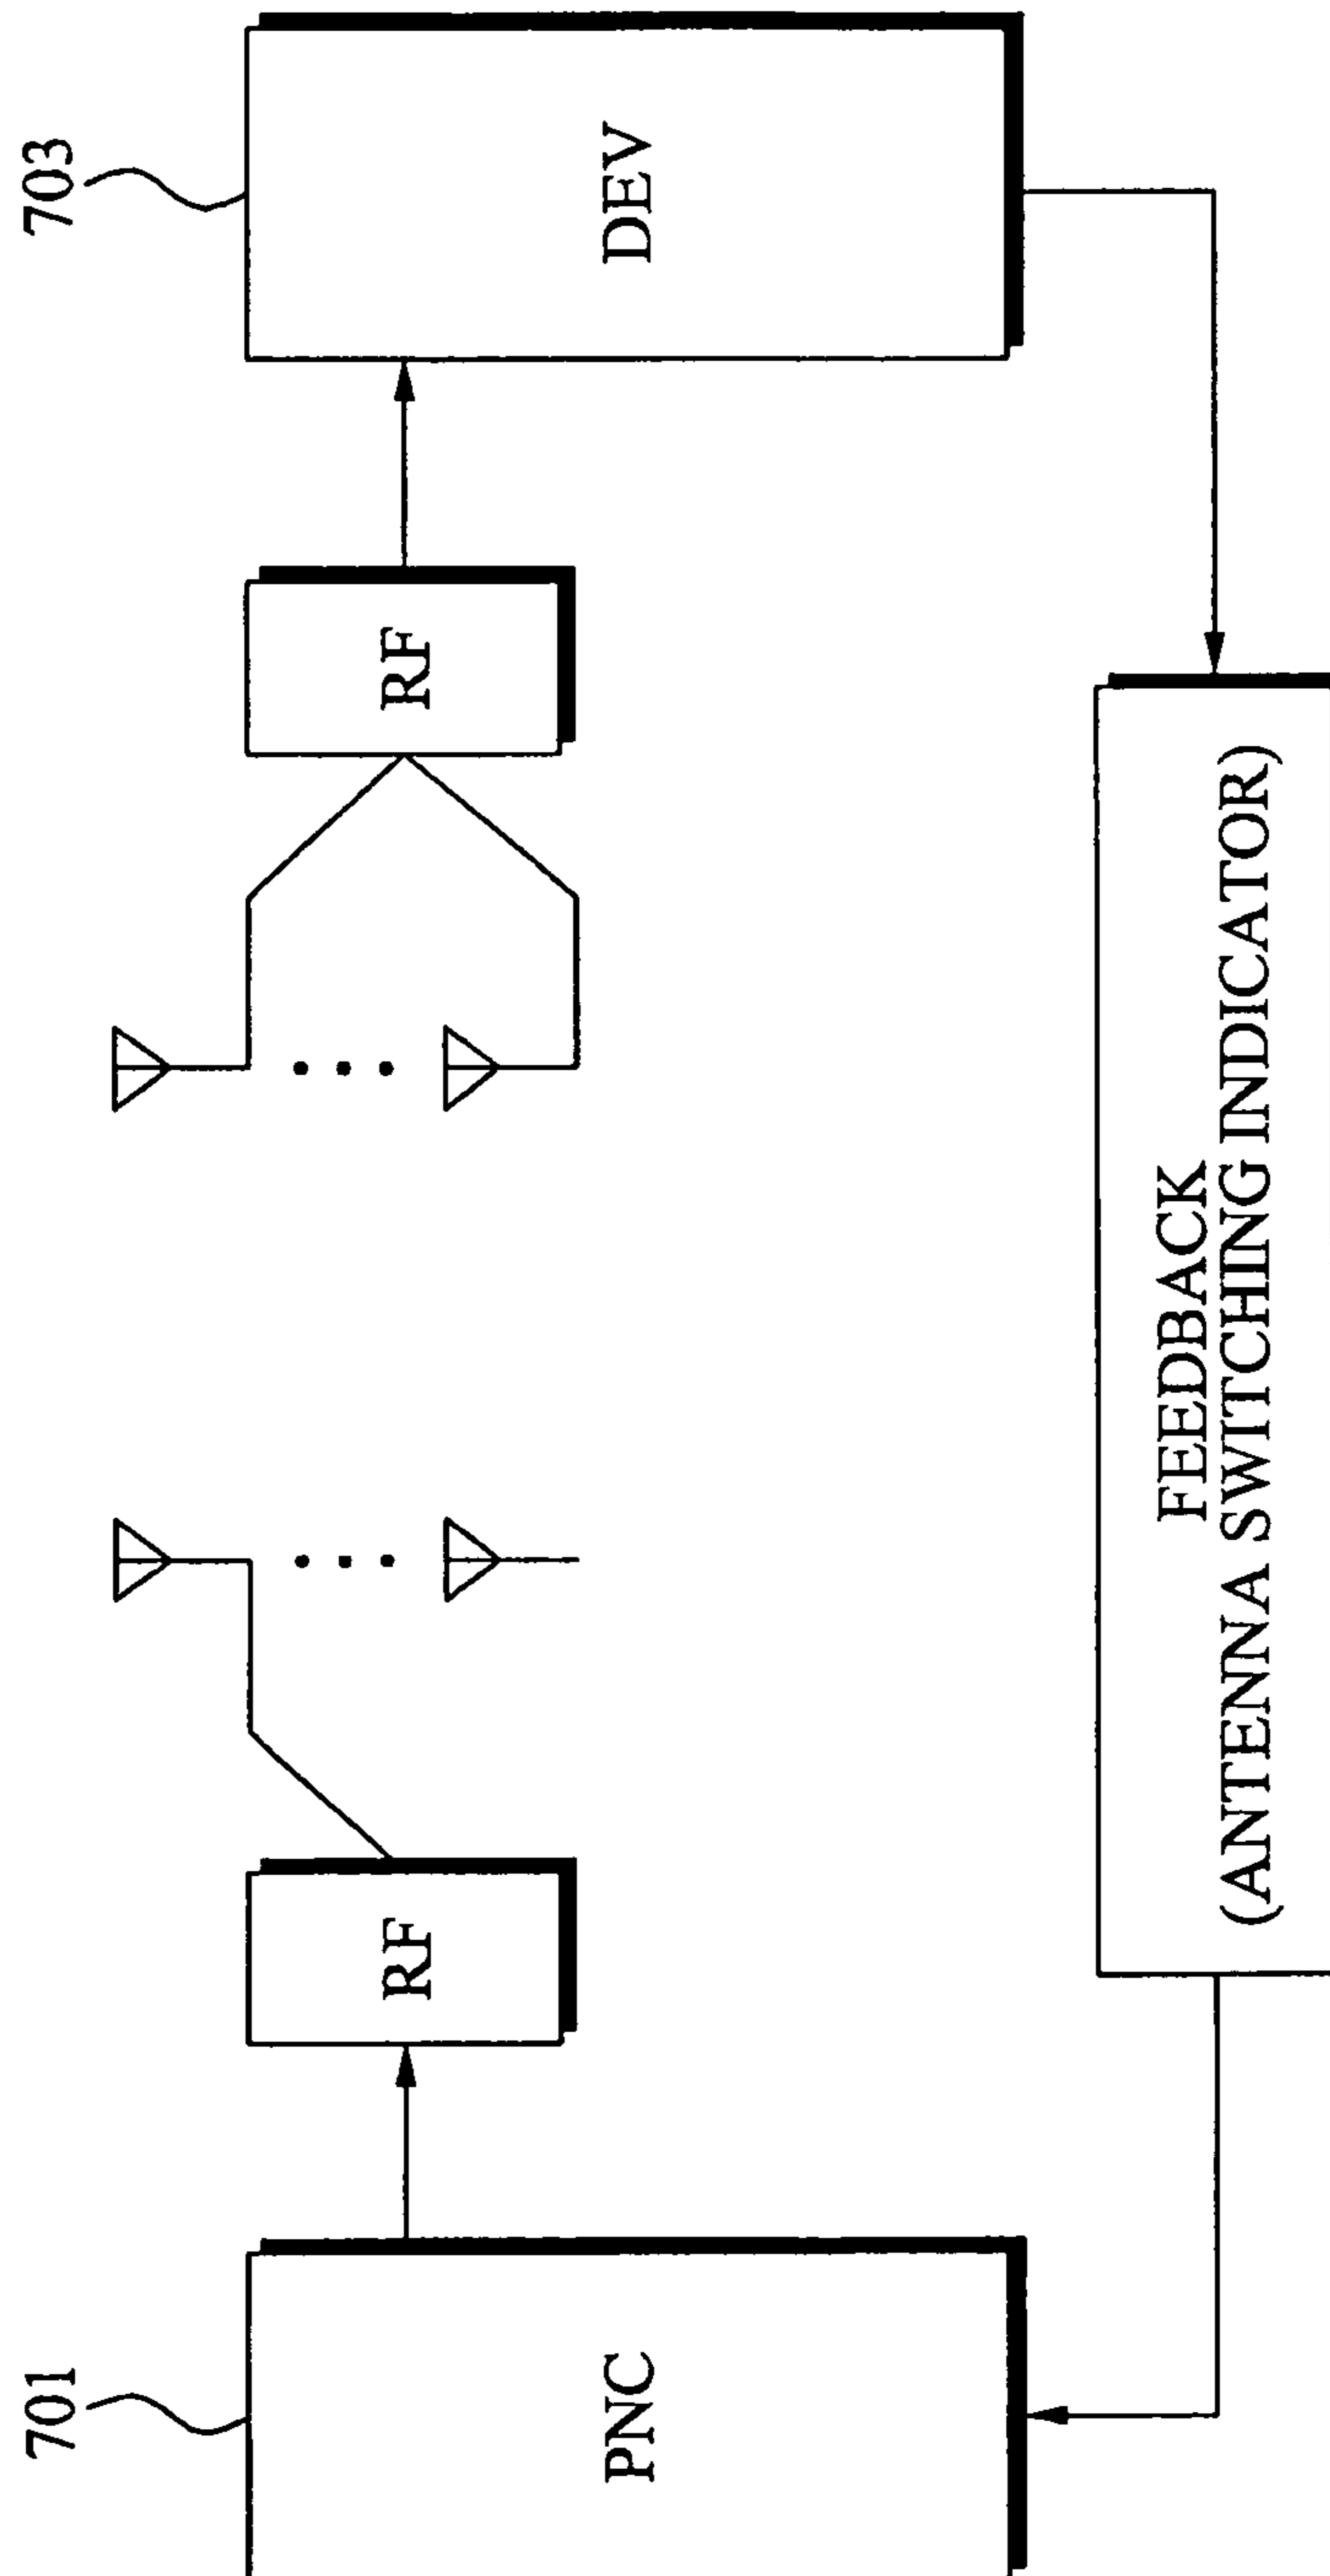 701
703
PNC
RF
RF
DEV
FEEDBACK
(ANTENNA SWITCHING INDICATOR)